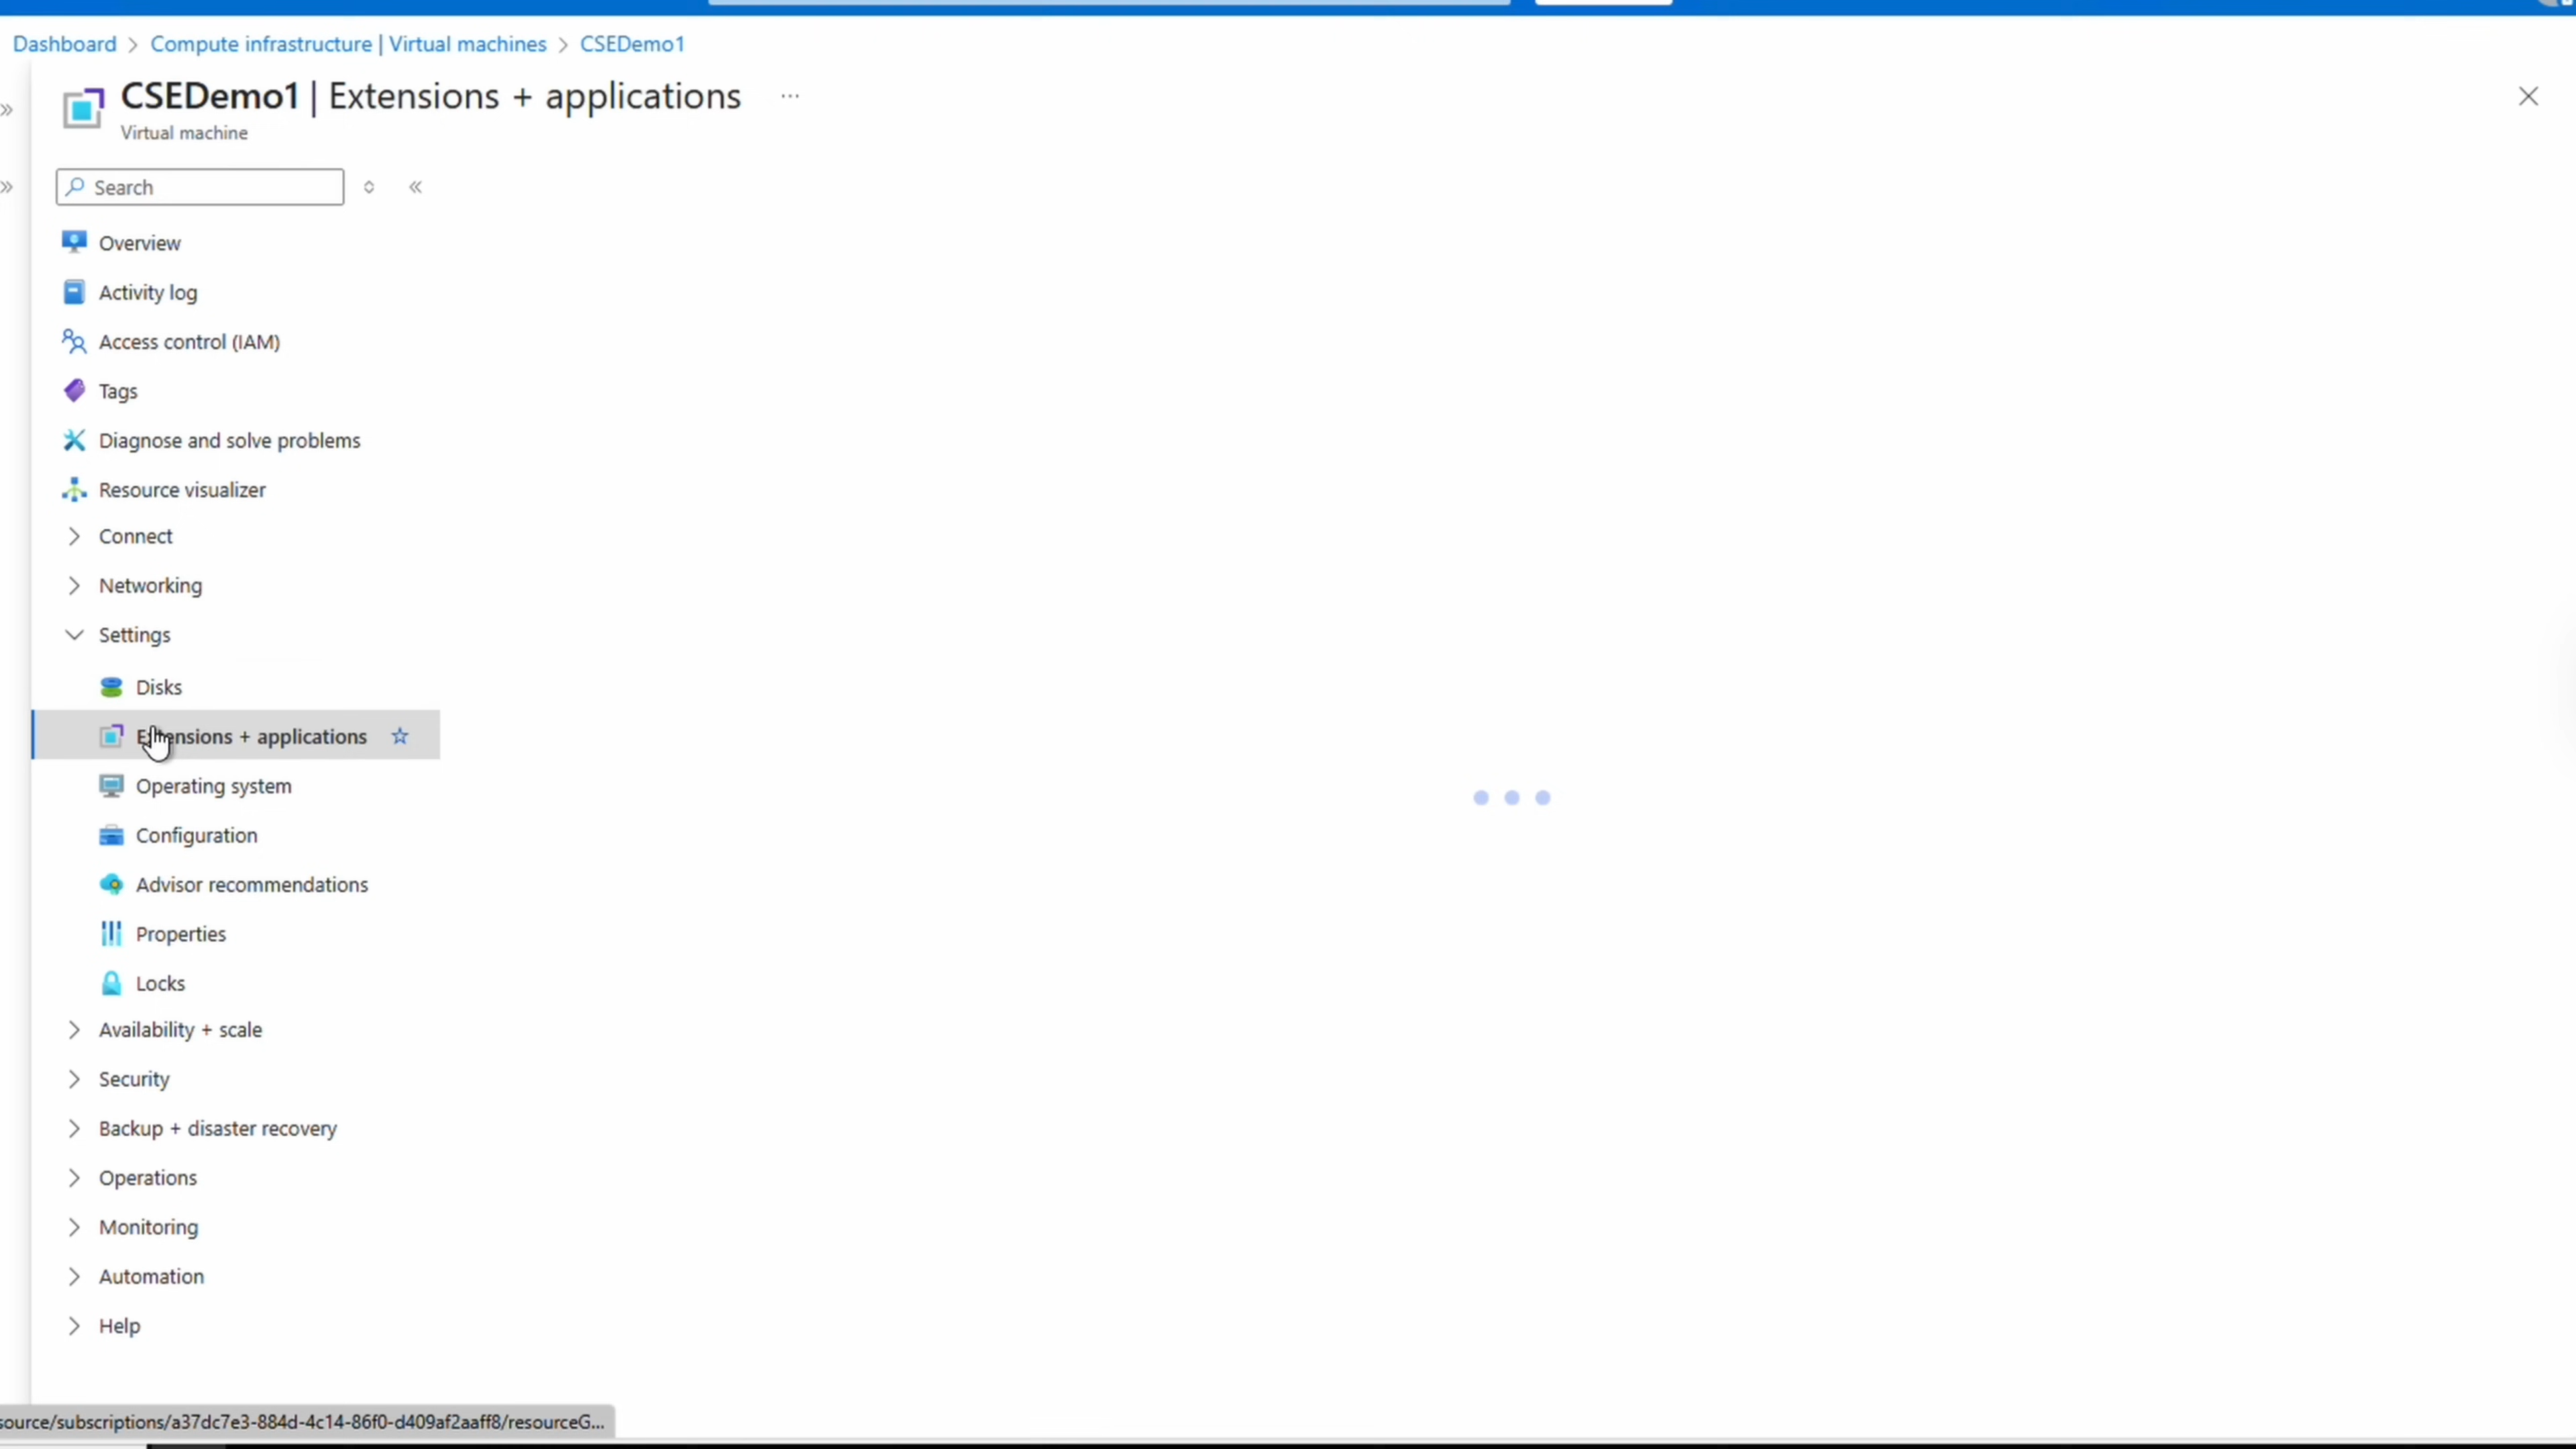 Dashboard > Compute infrastructure | Virtual machines > CSEDemo1
CSEDemo1 | Extensions + applications ...
Virtual machine
Search
Overview
Activity log
Access control (IAM)
Tags
Diagnose and solve problems
Resource visualizer
Connect
Networking
Settings
Disks
Extensions + applications
Operating system
Configuration
Advisor recommendations
Properties
Locks
Availability + scale
Security
Backup + disaster recovery
Operations
Monitoring
Automation
Help
source/subscriptions/a37dc7e3-884d-4c14-86f0-d409af2aaff8/resourceG...